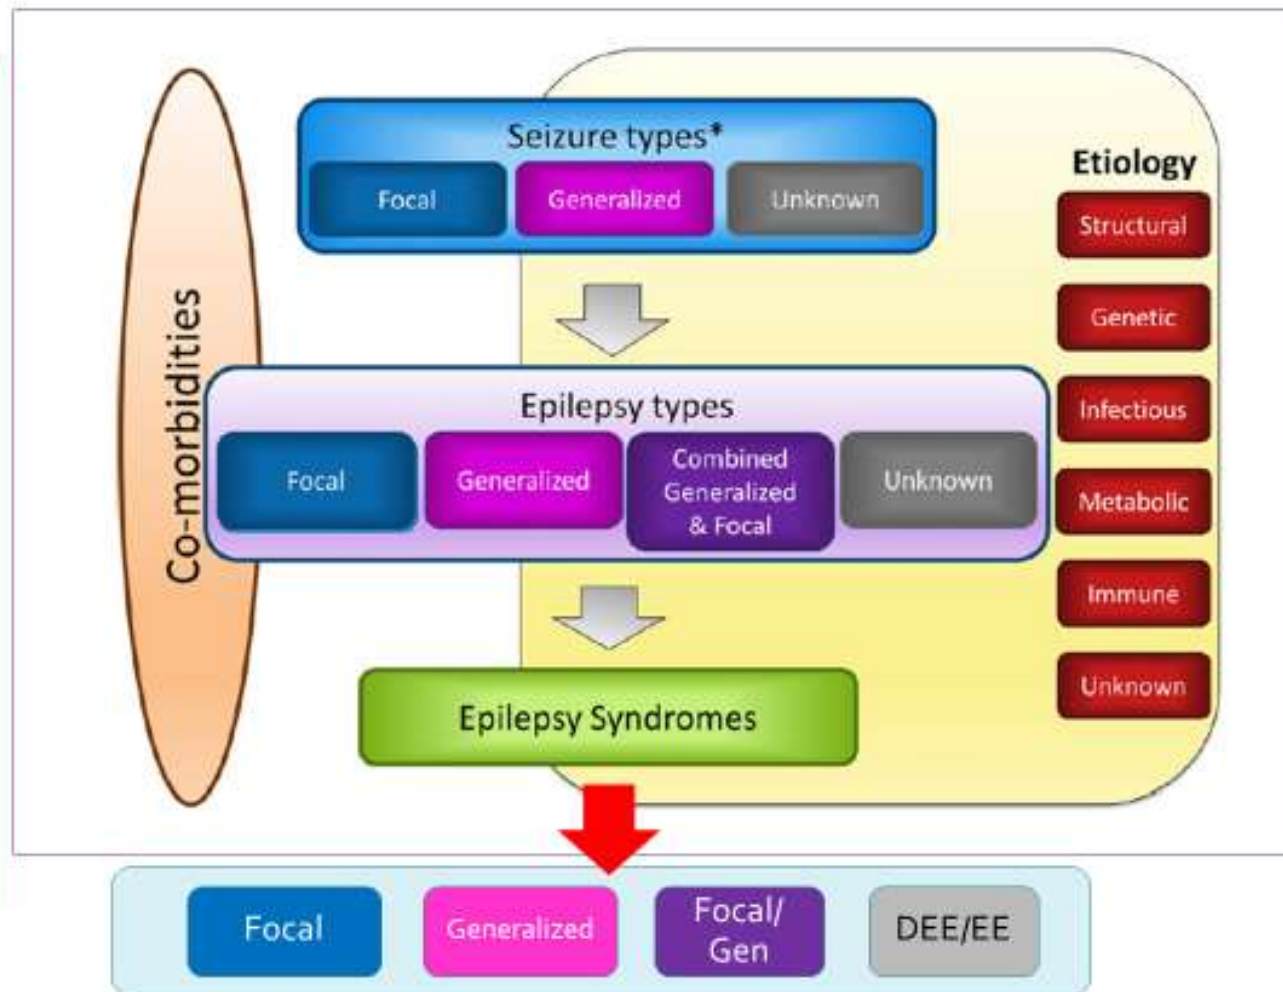 Co-morbidities
Seizure types*
Focal
Generalized
Unknown
Epilepsy types
Focal
Generalized
Combined
Generalized
& Focal
Unknown
Epilepsy Syndromes
Etiology
Structural
Genetic
Infectious
Metabolic
Immune
Unknown
Focal
Generalized
Focal/
Gen
DEE/EE